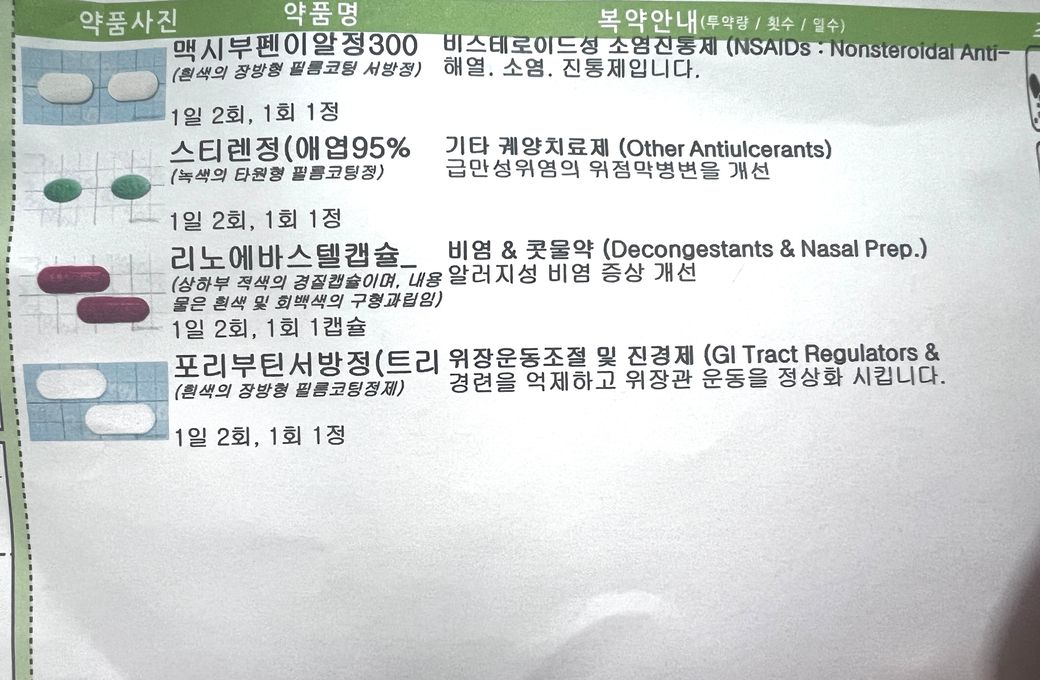 약품사진 약품명 복약안내(투약량 / 횟수 / 일수)
맥시부펜이알정300 비스테로이드성 소염진통제 (NSAIDs : Nonsteroidal Anti-
(흰색의 장방형 필름코팅 서방정) 해열. 소염. 진통제입니다.
1일 2회, 1회 1정
스티렌정(애엽95% 기타 궤양치료제 (Other Antiulcerants)
(녹색의 타원형 필름코팅정) 급만성위염의 위점막병변을 개선
1일 2회, 1회 1정
리노에바스텔캡슐_ 비염 & 콧물약 (Decongestants & Nasal Prep.)
(상하부 적색의 경질캡슐이며, 내용 알러지성 비염 증상 개선
물은 흰색 및 회백색의 구형과립임)
1일 2회, 1회 1캡슐
포리부틴서방정(트리 위장운동조절 및 진경제 (GI Tract Regulators &
(흰색의 장방형 필름코팅정제) 경련을 억제하고 위장관 운동을 정상화 시킵니다.
1일 2회, 1회 1정